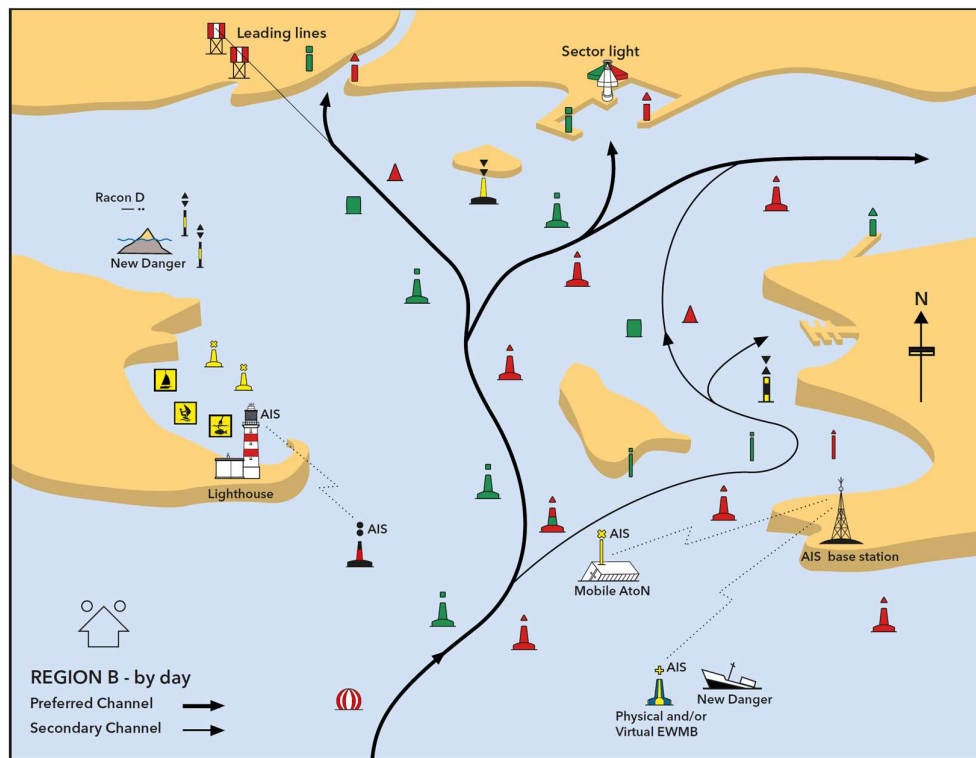 Leading lines
Sector light
Racon D
New Danger
N
AIS
Lighthouse
AIS
AIS
Mobile AtoN
AIS base station
REGION B - by day
Preferred Channel
Secondary Channel
AIS
New Danger
Physical and/or
Virtual EWMB